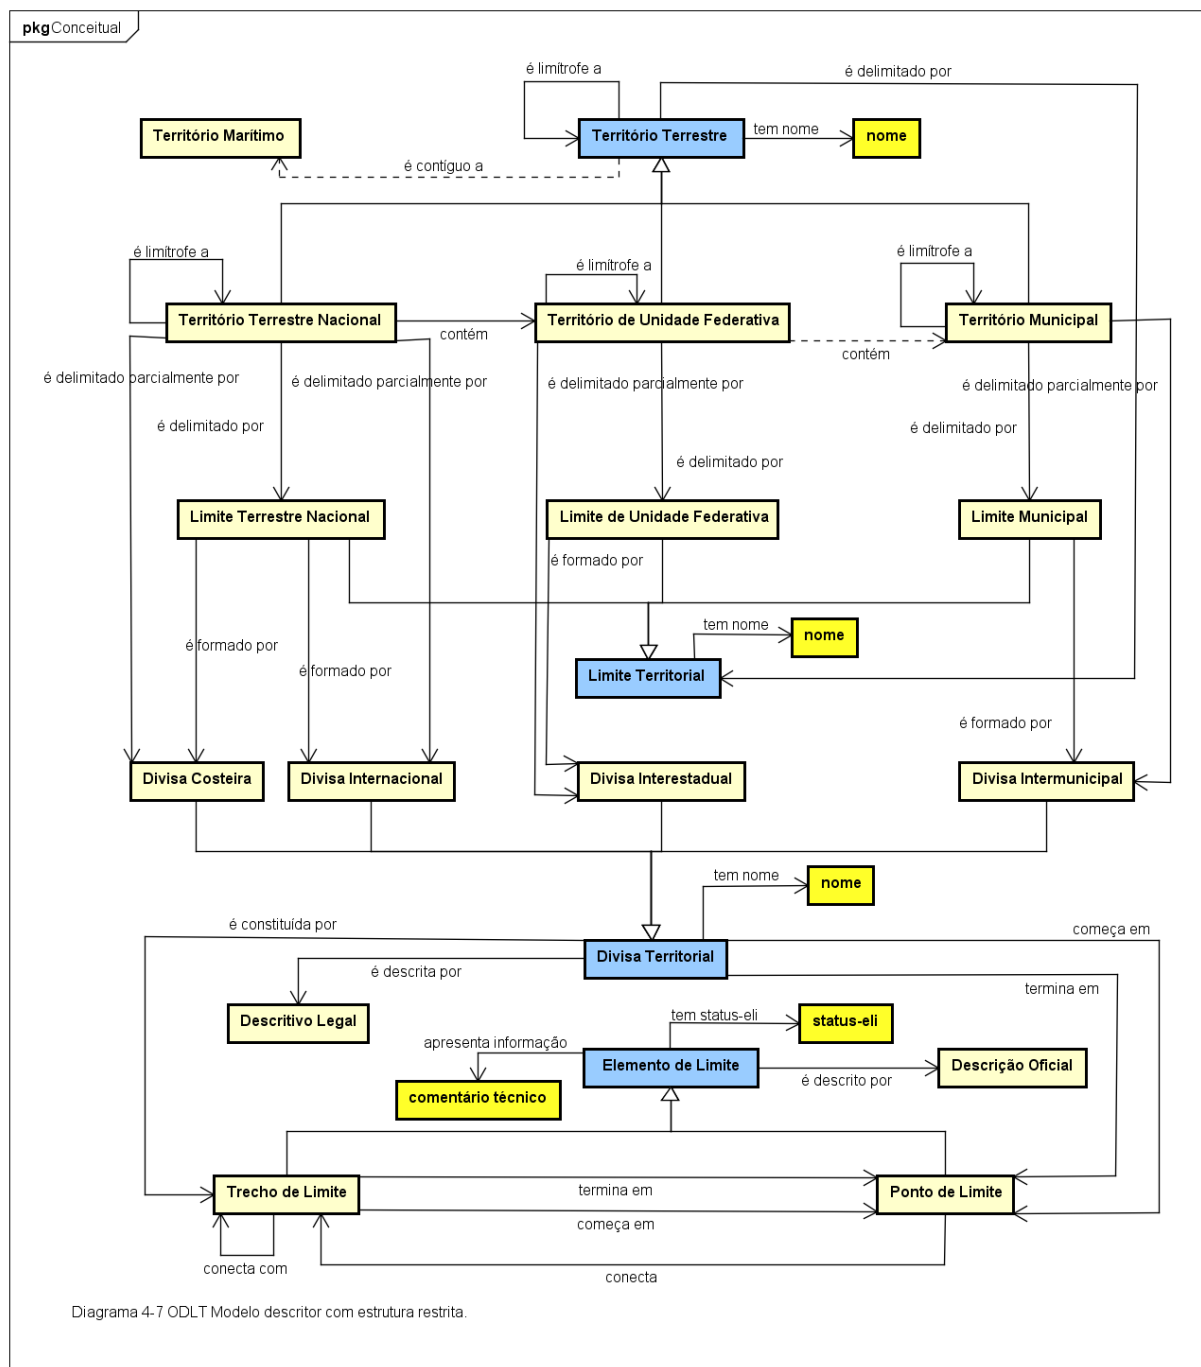 pkg Conceitual
é limítrofe a
é delimitado por
Território Marítimo
Território Terrestre
tem nome
nome
é contíguo a
é limítrofe a
é limítrofe a
é limítrofe a
Território Terrestre Nacional
contém
Território de Unidade Federativa
contém
Território Municipal
é delimitado parcialmente por
é delimitado parcialmente por
é delimitado parcialmente por
é delimitado parcialmente por
é delimitado por
é delimitado por
é delimitado por
Limite Terrestre Nacional
Limite de Unidade Federativa
Limite Municipal
é formado por
tem nome
nome
é formado por
é formado por
Limite Territorial
é formado por
Divisa Costeira
Divisa Internacional
Divisa Interestadual
Divisa Intermunicipal
tem nome
nome
é constituída por
começa em
Divisa Territorial
é descrita por
termina em
Descritivo Legal
tem status-eli
status-eli
apresenta informação
Elemento de Limite
é descrito por
Descrição Oficial
comentário técnico
Trecho de Limite
termina em
Ponto de Limite
começa em
conecta com
conecta
Diagrama 4-7 ODLT Modelo descritor com estrutura restrita.